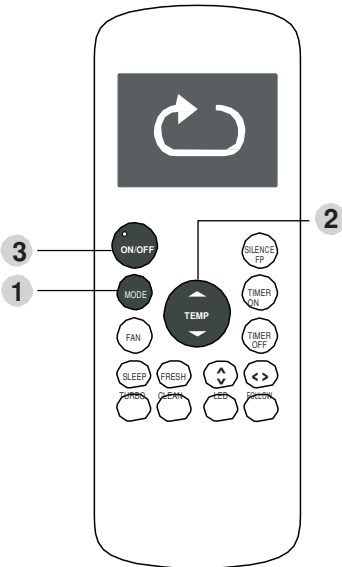 2
3
ON/OFF
SILENCE
FP
1
MODE
TIMER
ON
TEMP
FAN
TIMER
OFF
SLEEP
FRESH
TURBO
CLEAN
LED
FOLLOW